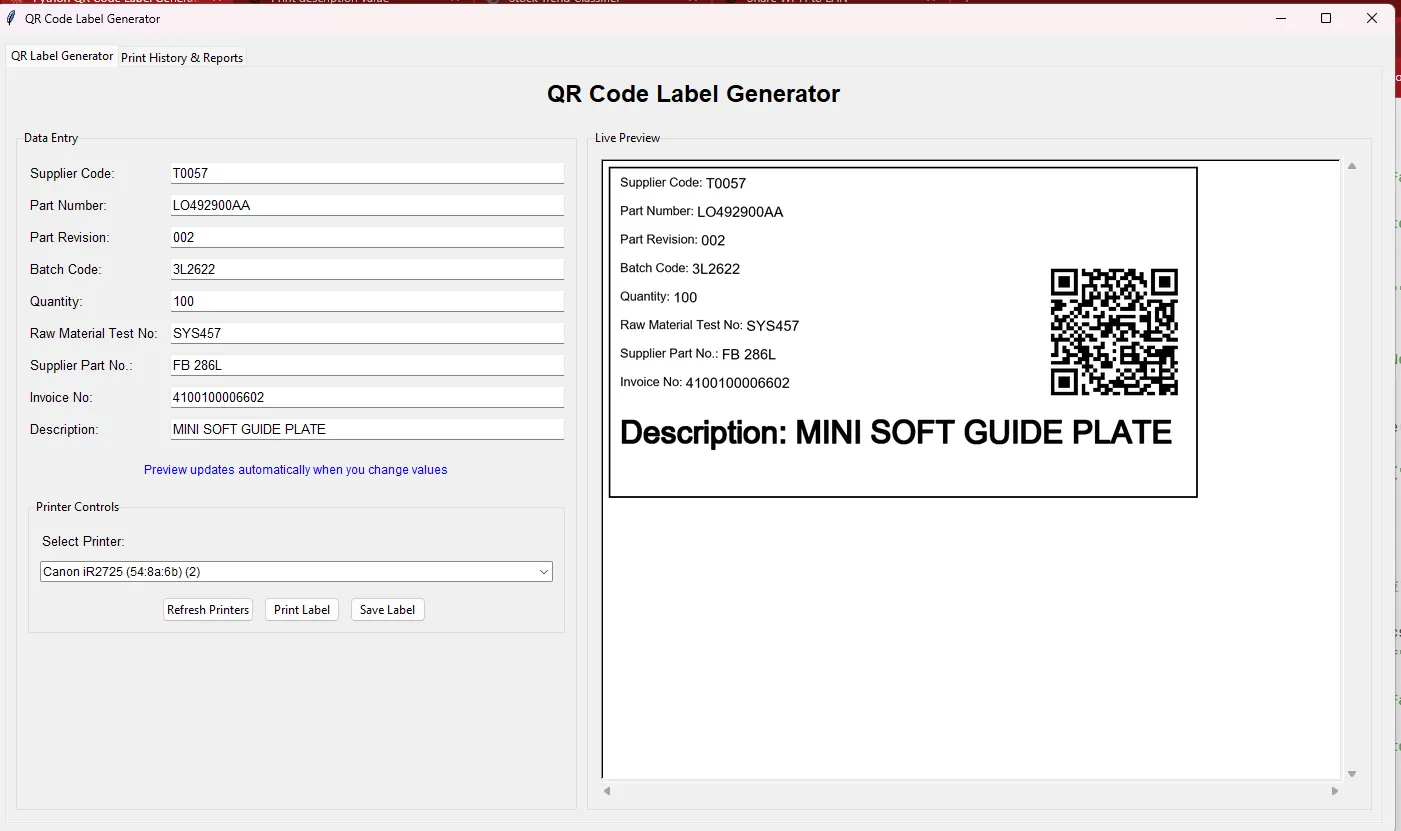 QR Code Label Generator
QR Label Generator Print History & Reports
QR Code Label Generator
Data Entry
Supplier Code: T0057
Part Number: LO492900AA
Part Revision: 002
Batch Code: 3L2622
Quantity: 100
Raw Material Test No: SYS457
Supplier Part No.: FB 286L
Invoice No: 4100100006602
Description: MINI SOFT GUIDE PLATE
Preview updates automatically when you change values
Printer Controls
Select Printer:
Canon iR2725 (54:8a:6b) (2)
Refresh Printers Print Label Save Label
Live Preview
Supplier Code: T0057
Part Number: LO492900AA
Part Revision: 002
Batch Code: 3L2622
Quantity: 100
Raw Material Test No: SYS457
Supplier Part No.: FB 286L
Invoice No: 4100100006602
Description: MINI SOFT GUIDE PLATE